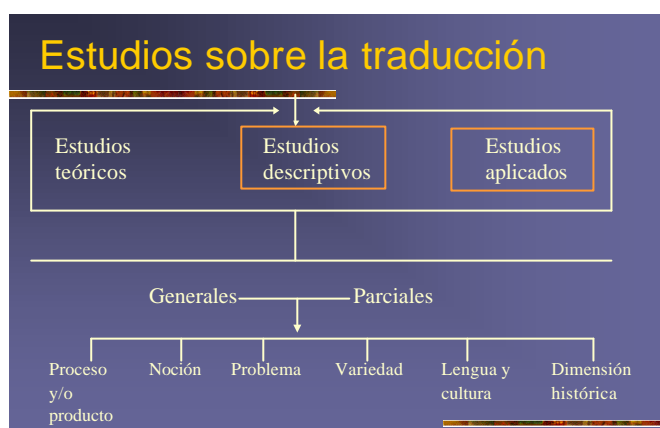 Estudios sobre la traducción
Estudios
teóricos
Estudios
descriptivos
Estudios
aplicados
Generales
Parciales
Proceso
y/o
producto
Noción
Problema
Variedad
Lengua y
cultura
Dimensión
histórica